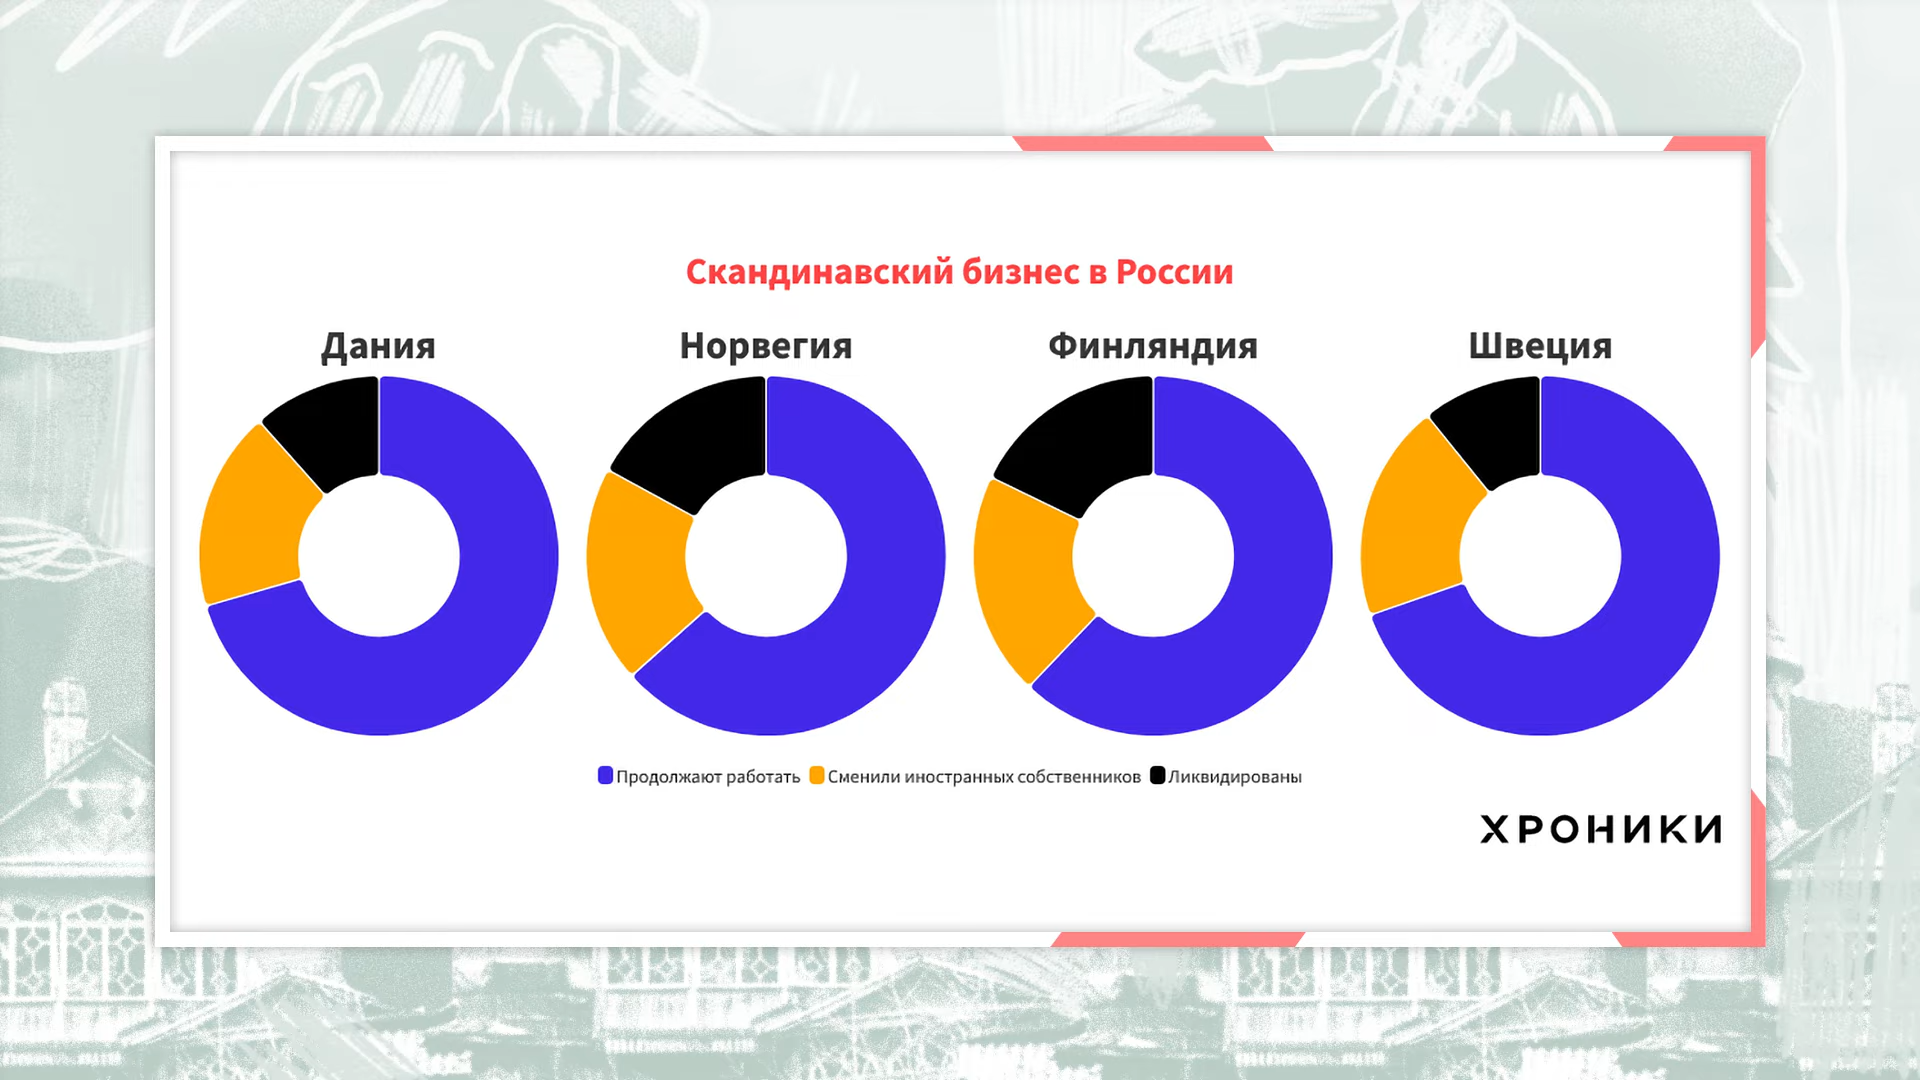 Скандинавский бизнес в России
Дания
Норвегия
Финляндия
Швеция
Продолжают работать
Сменили иностранных собственников
Ликвидированы
ХРОНИКИ